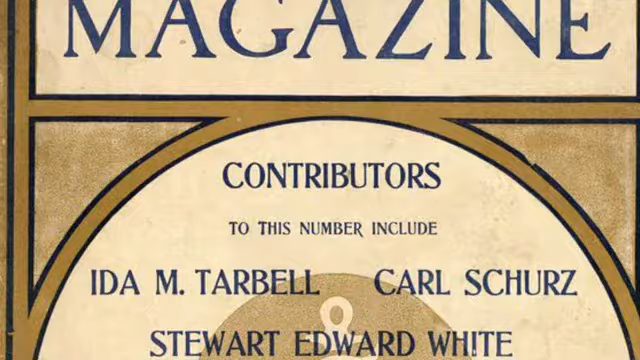 MAGAZINE
CONTRIBUTORS
TO THIS NUMBER INCLUDE
IDA M. TARBELL CARL SCHURZ
&
STEWART EDWARD WHITE